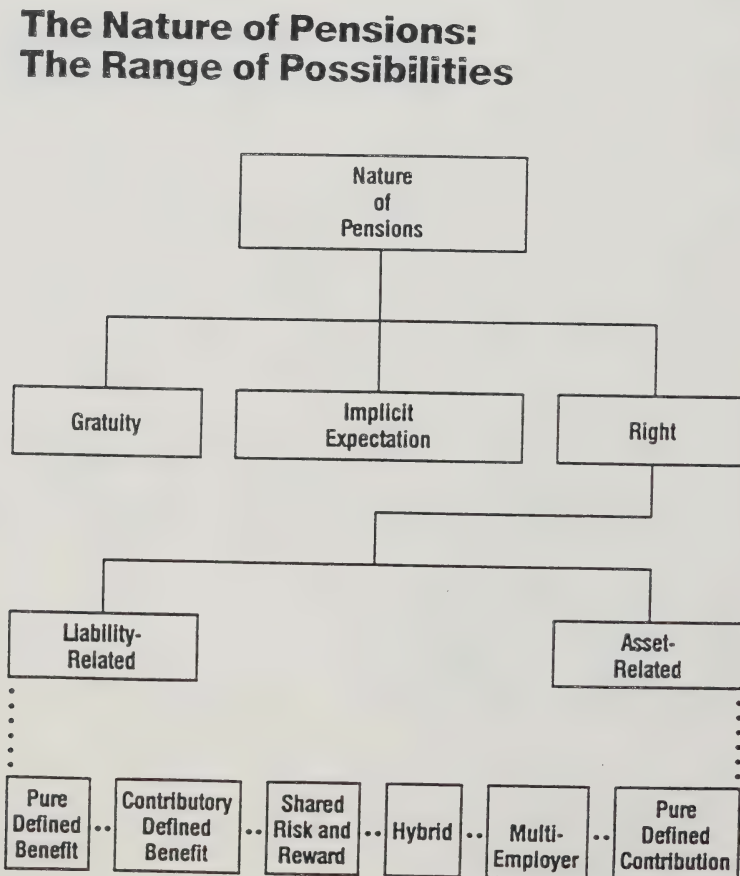 The Nature of Pensions:
The Range of Possibilities
Nature
of
Pensions
Gratuity
Implicit
Expectation
Right
Liability-
Related
Asset-
Related
Pure
Defined
Benefit
Contributory
Defined
Benefit
Shared
Risk and
Reward
Hybrid
Multi-
Employer
Pure
Defined
Contribution